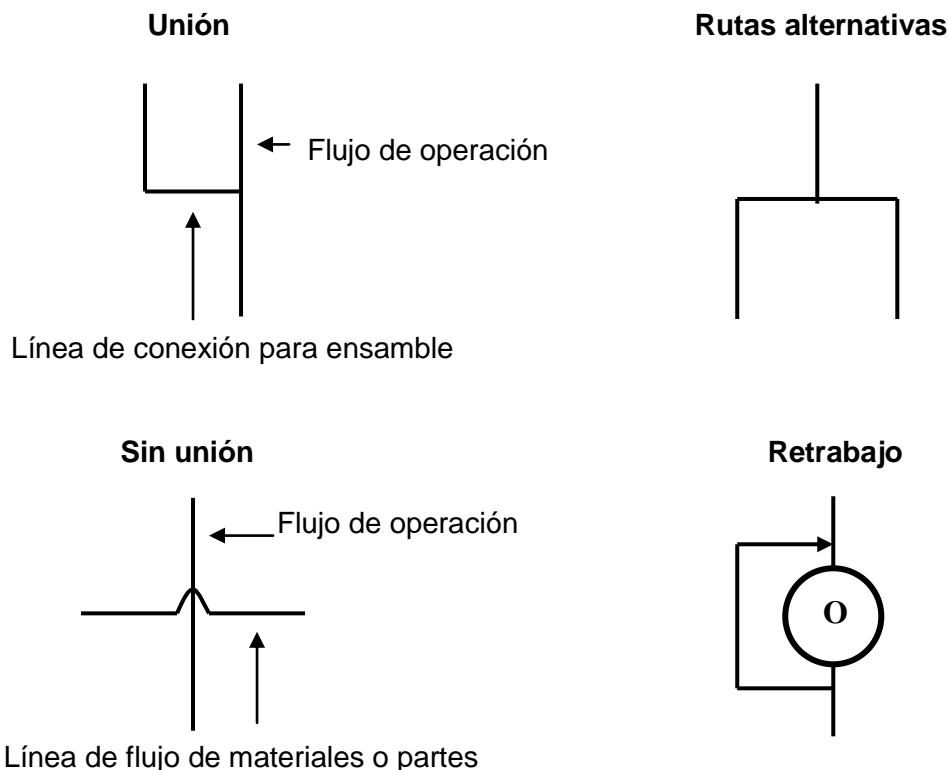 Unión
Rutas alternativas
Flujo de operación
Línea de conexión para ensamble
Sin unión
Retrabajo
Flujo de operación
O
Línea de flujo de materiales o partes